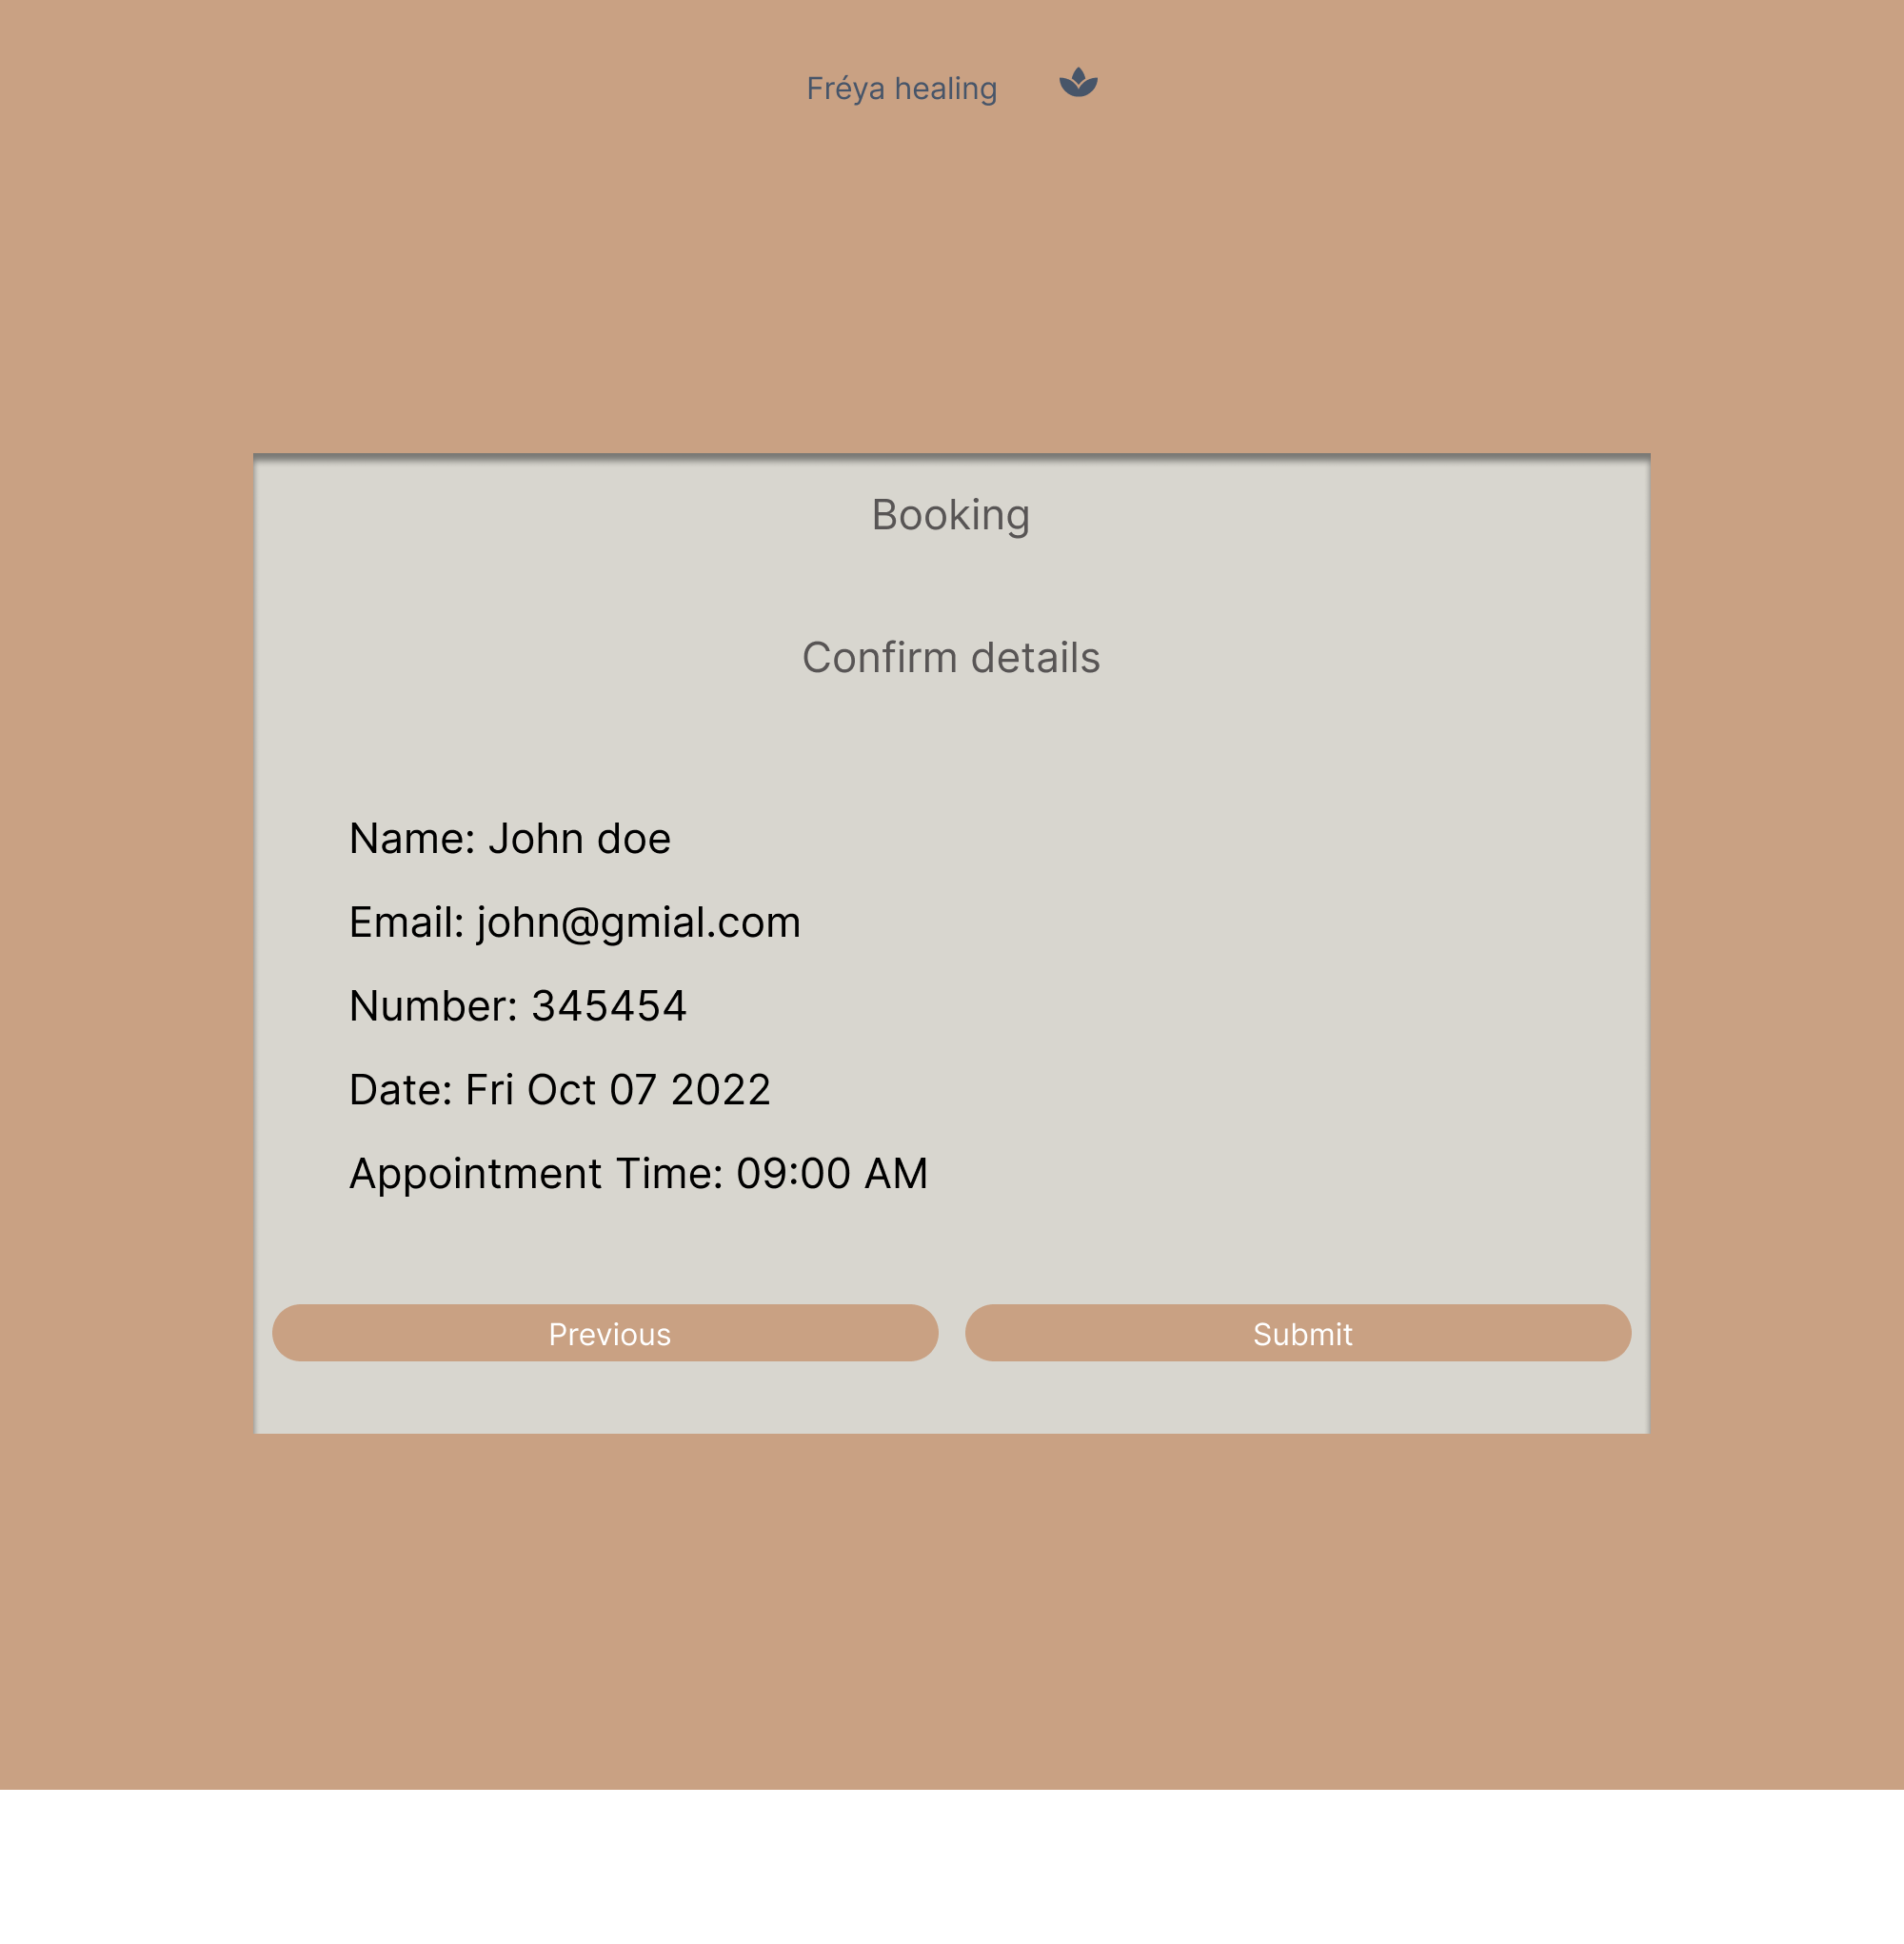 Fréya healing
Booking
Confirm details
Name: John doe
Email: john@gmial.com
Number: 345454
Date: Fri Oct 07 2022
Appointment Time: 09:00 AM
Previous
Submit